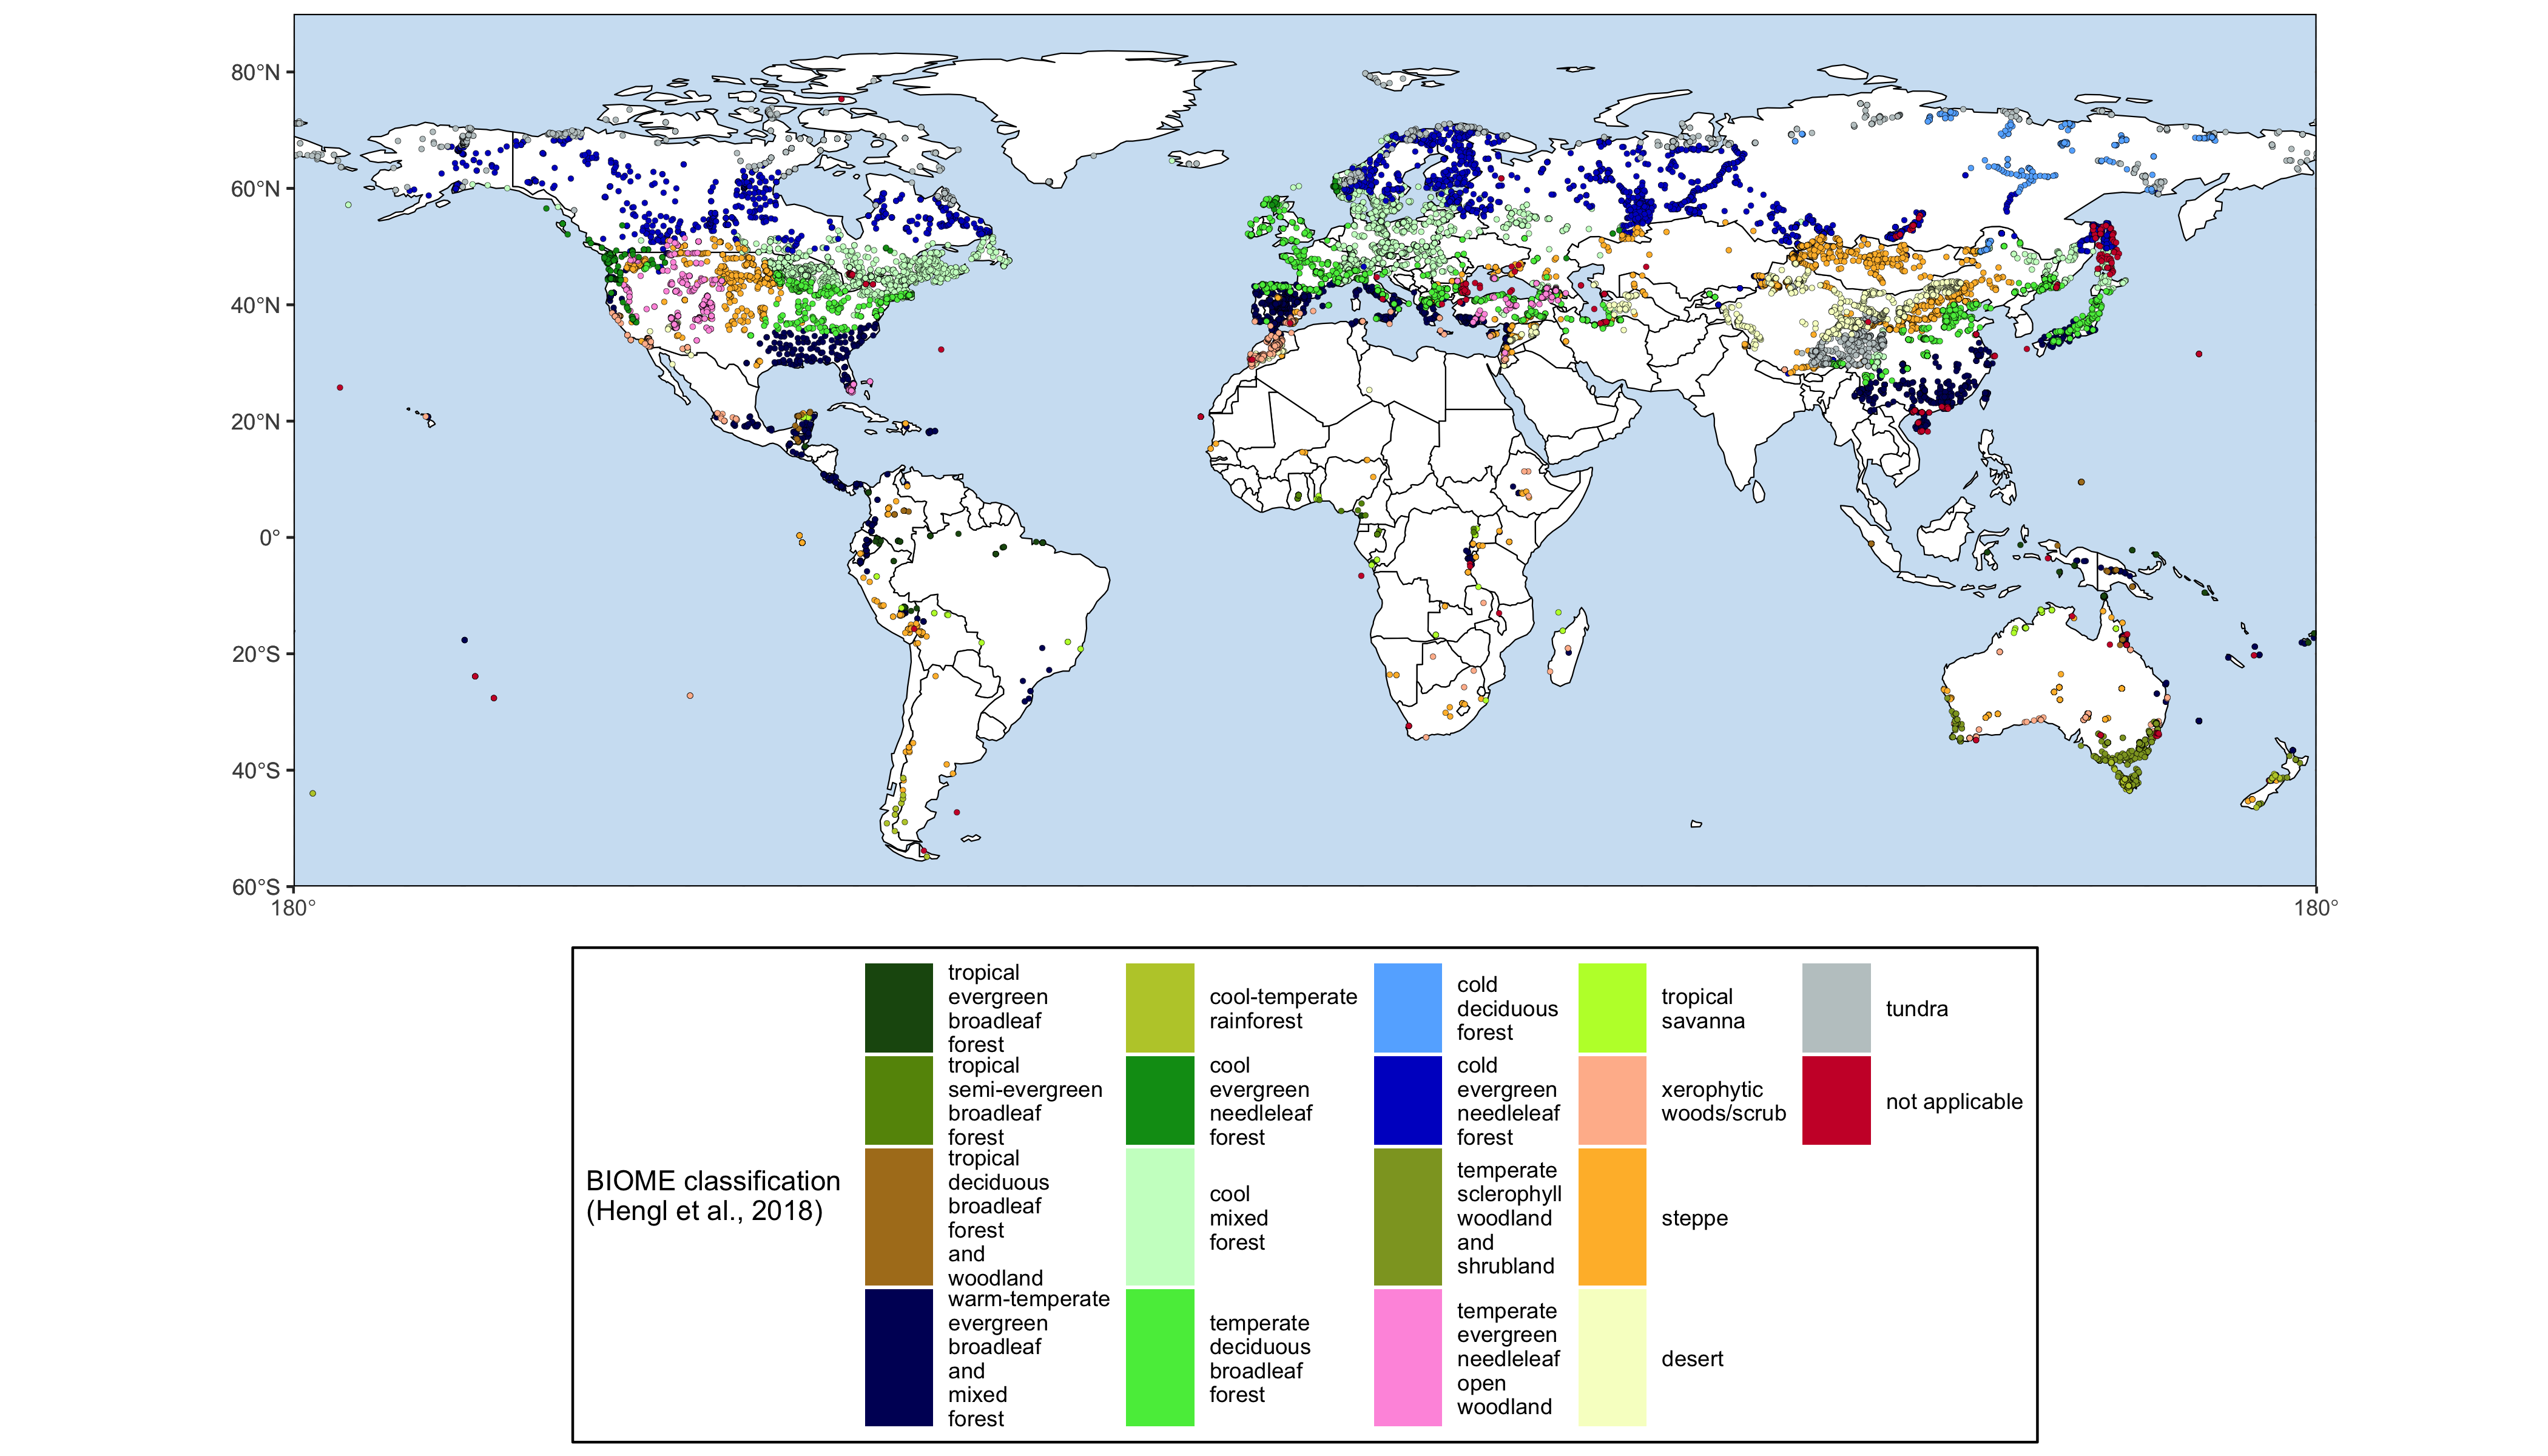 80°N
60°N
40°N
20°N
0°
20°S
40°S
60°S
180°
180°
BIOME classification
(Hengl et al., 2018)
tropical
evergreen
broadleaf
forest
tropical
semi-evergreen
broadleaf
forest
tropical
deciduous
broadleaf
forest
and
woodland
warm-temperate
evergreen
broadleaf
and
mixed
forest
cool-temperate
rainforest
cool
evergreen
needleleaf
forest
cool
mixed
forest
temperate
deciduous
broadleaf
forest
cold
deciduous
forest
cold
evergreen
needleleaf
forest
temperate
sclerophyll
woodland
and
shrubland
temperate
evergreen
needleleaf
open
woodland
tropical
savanna
xerophytic
woods/scrub
steppe
desert
tundra
not applicable